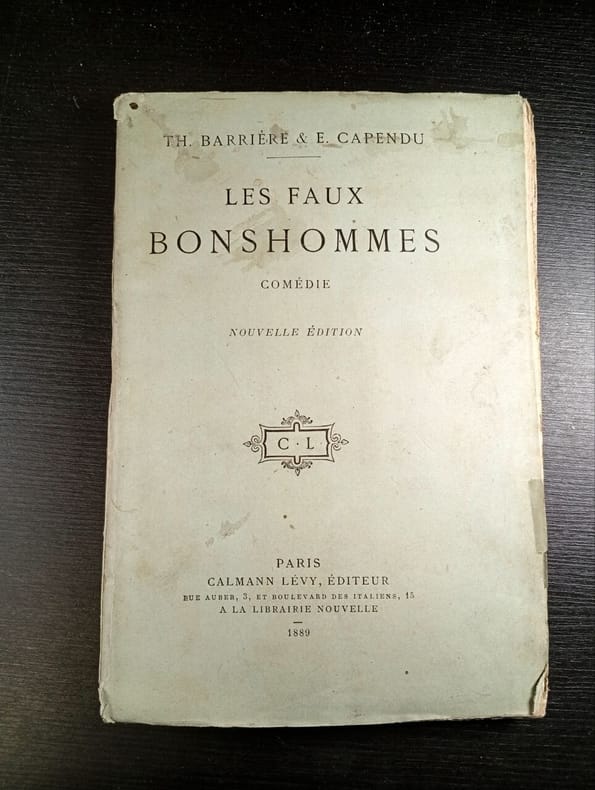 TH. BARRIÈRE & E. CAPENDU
LES FAUX
BONSHOMMES
COMÉDIE
NOUVELLE ÉDITION
C · L
PARIS
CALMANN LÉVY, ÉDITEUR
RUE AUBER, 3, ET BOULEVARD DES ITALIENS, 15
A LA LIBRAIRIE NOUVELLE
1889